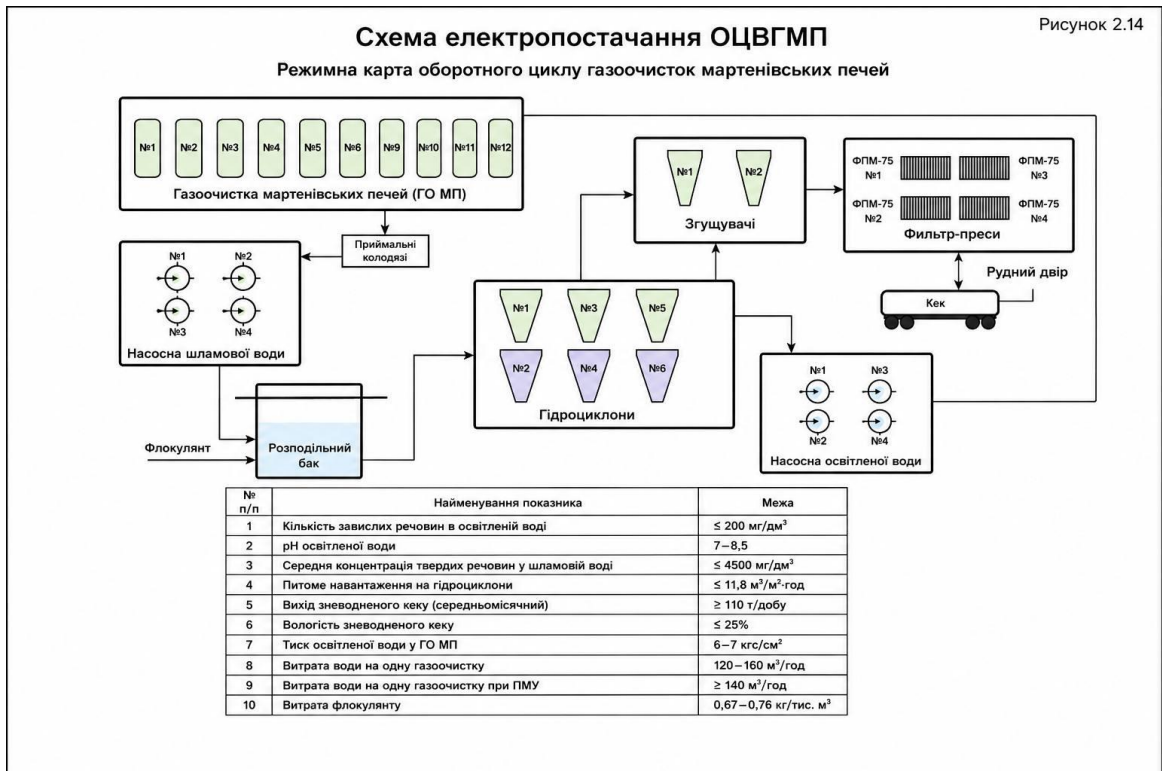 Рисунок 2.14
Схема електропостачання ОЦВГМП
Режимна карта оборотного циклу газоочисток мартенівських печей
№1 №2 №3 №4 №5 №6 №9 №10 №11 №12
Газоочистка мартенівських печей (ГО МП)
Приймальні
колодязі
№1 №2
№3 №4
Насосна шламової води
Флокулянт
Розподільний
бак
№1 №3 №5
№2 №4 №6
Гідроциклони
№1 №2
Згущувачі
ФПМ-75
№1
ФПМ-75
№3
ФПМ-75
№2
ФПМ-75
№4
Фильтр-преси
Рудний двір
Кек
№1 №3
№2 №4
Насосна освітленої води
№
п/п
Найменування показника Межа
1 Кількість завислих речовин в освітленій воді ≤ 200 мг/дм³
2 pH освітленої води 7–8,5
3 Середня концентрація твердих речовин у шламовій воді ≤ 4500 мг/дм³
4 Питоме навантаження на гідроциклони ≤ 11,8 м³/м²·год
5 Вихід зневодненого кеку (середньомісячний) ≥ 110 т/добу
6 Вологість зневодненого кеку ≤ 25%
7 Тиск освітленої води у ГО МП 6–7 кгс/см²
8 Витрата води на одну газоочистку 120–160 м³/год
9 Витрата води на одну газоочистку при ПМУ ≥ 140 м³/год
10 Витрата флокулянту 0,67–0,76 кг/тис. м³